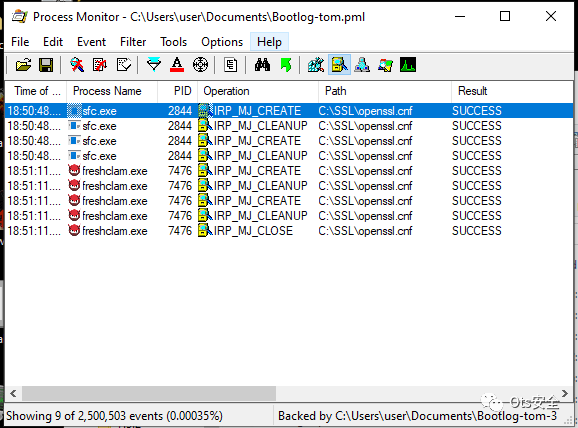 Process Monitor - C:\Users\user\Documents\Bootlog-tom.pml
File Edit Event Filter Tools Options Help
Time of ... Process Name PID Operation Path Result
18:50:48.... sfc.exe 2844 IRP_MJ_CREATE C:\SSL\openssl.cnf SUCCESS
18:50:48.... sfc.exe 2844 IRP_MJ_CLEANUP C:\SSL\openssl.cnf SUCCESS
18:50:48.... sfc.exe 2844 IRP_MJ_CREATE C:\SSL\openssl.cnf SUCCESS
18:50:48.... sfc.exe 2844 IRP_MJ_CLEANUP C:\SSL\openssl.cnf SUCCESS
18:51:11.... freshclam.exe 7476 IRP_MJ_CREATE C:\SSL\openssl.cnf SUCCESS
18:51:11.... freshclam.exe 7476 IRP_MJ_CLEANUP C:\SSL\openssl.cnf SUCCESS
18:51:11.... freshclam.exe 7476 IRP_MJ_CREATE C:\SSL\openssl.cnf SUCCESS
18:51:11.... freshclam.exe 7476 IRP_MJ_CLEANUP C:\SSL\openssl.cnf SUCCESS
18:51:11.... freshclam.exe 7476 IRP_MJ_CLOSE C:\SSL\openssl.cnf SUCCESS
Ots安全
Showing 9 of 2,500,503 events (0.00035%) Backed by C:\Users\user\Documents\Bootlog-tom-3